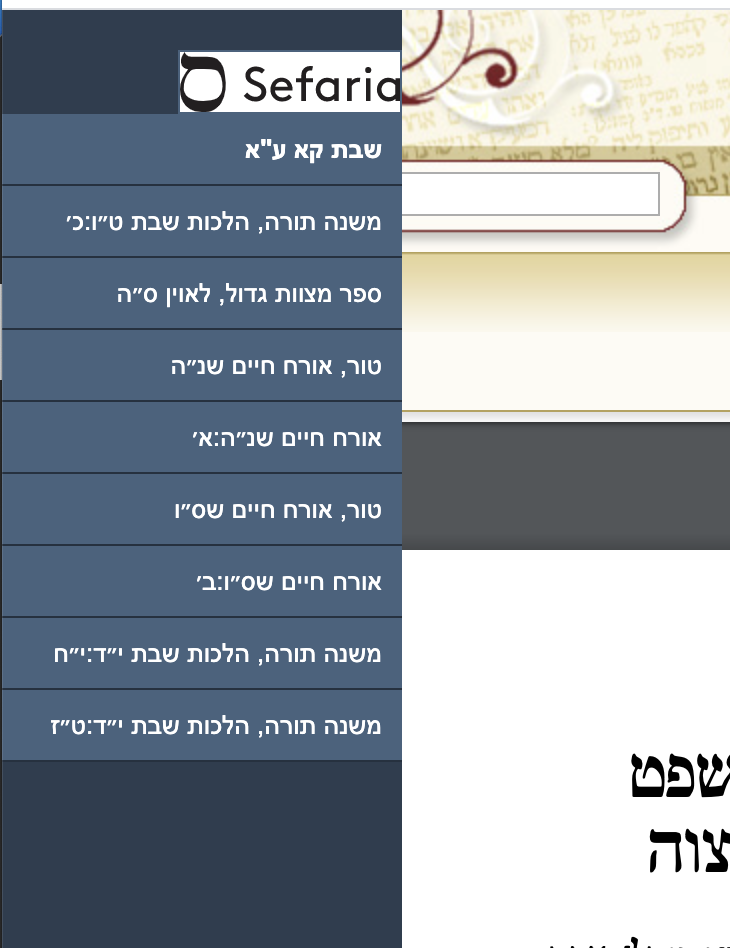 ס Sefaria
שבת קא ע"א
משנה תורה, הלכות שבת ט״ו:כ׳
ספר מצוות גדול, לאוין ס״ה
טור, אורח חיים שנ״ה
אורח חיים שנ״ה:א׳
טור, אורח חיים שס״ו
אורח חיים שס״ו:ב׳
משנה תורה, הלכות שבת י״ד:י״ח
משנה תורה, הלכות שבת י״ד:ט״ז
שפט
צוה